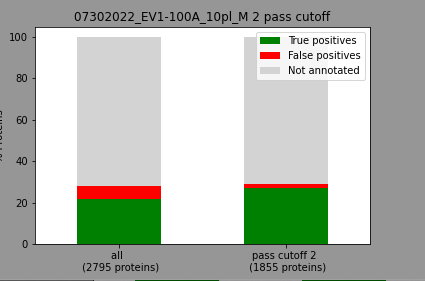 07302022_EV1-100A_10pl_M 2 pass cutoff
100
80
60
40
20
0
True positives
False positives
Not annotated
all
(2795 proteins)
pass cutoff 2
(1855 proteins)